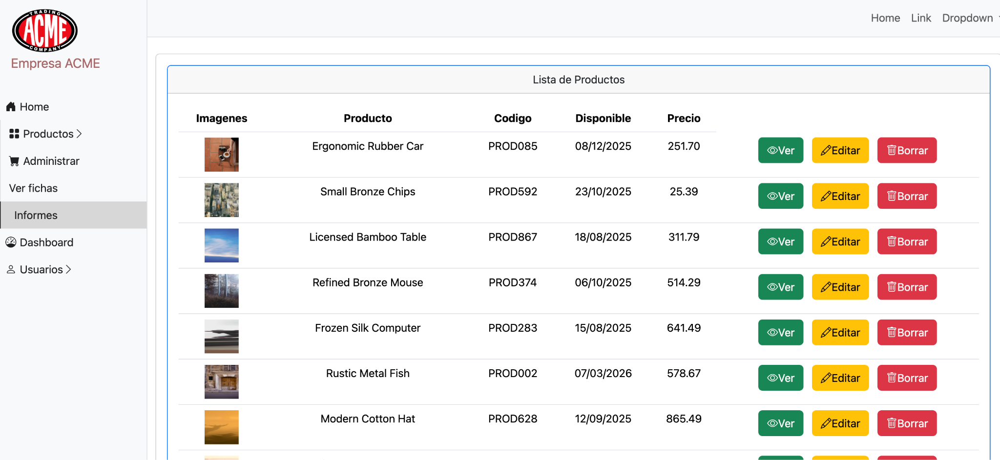 TRADING
ACME
COMPANY
Empresa ACME
Home
Productos
Administrar
Ver fichas
Informes
Dashboard
Usuarios
Home Link Dropdown
Lista de Productos
Imagenes Producto Codigo Disponible Precio
Ergonomic Rubber Car PROD085 08/12/2025 251.70 Ver Editar Borrar
Small Bronze Chips PROD592 23/10/2025 25.39 Ver Editar Borrar
Licensed Bamboo Table PROD867 18/08/2025 311.79 Ver Editar Borrar
Refined Bronze Mouse PROD374 06/10/2025 514.29 Ver Editar Borrar
Frozen Silk Computer PROD283 15/08/2025 641.49 Ver Editar Borrar
Rustic Metal Fish PROD002 07/03/2026 578.67 Ver Editar Borrar
Modern Cotton Hat PROD628 12/09/2025 865.49 Ver Editar Borrar